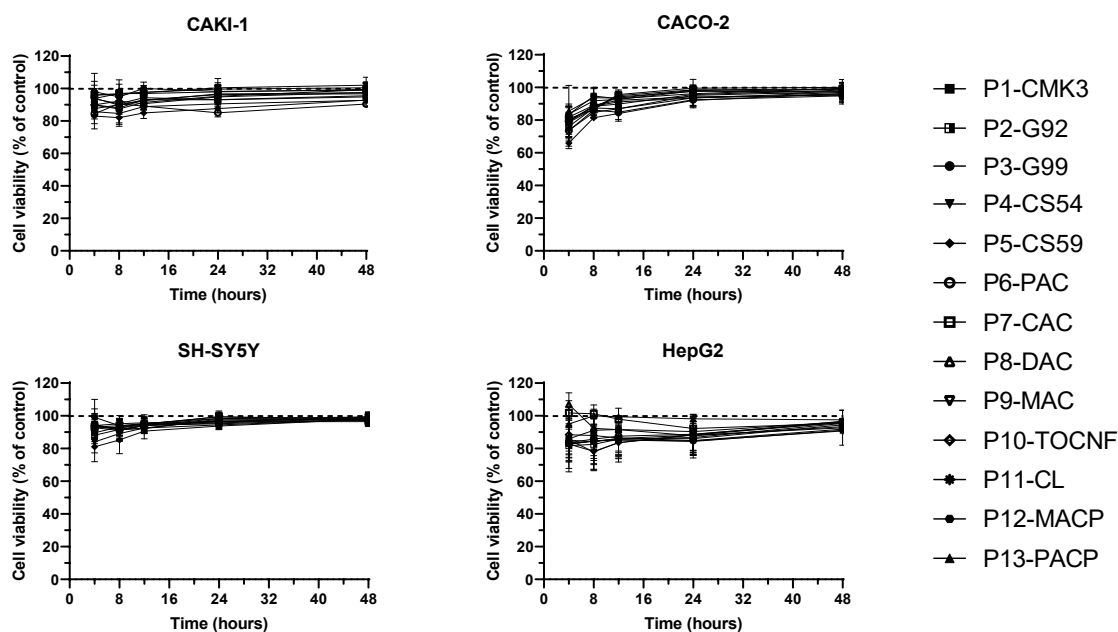 CAKI-1
Cell viability (% of control)
120
100
80
60
40
20
0
0 8 16 24 32 40 48
Time (hours)
CACO-2
Cell viability (% of control)
120
100
80
60
40
20
0
0 8 16 24 32 40 48
Time (hours)
SH-SY5Y
Cell viability (% of control)
120
100
80
60
40
20
0
0 8 16 24 32 40 48
Time (hours)
HepG2
Cell viability (% of control)
120
100
80
60
40
20
0
0 8 16 24 32 40 48
Time (hours)
P1-CMK3
P2-G92
P3-G99
P4-CS54
P5-CS59
P6-PAC
P7-CAC
P8-DAC
P9-MAC
P10-TOCNF
P11-CL
P12-MACP
P13-PACP